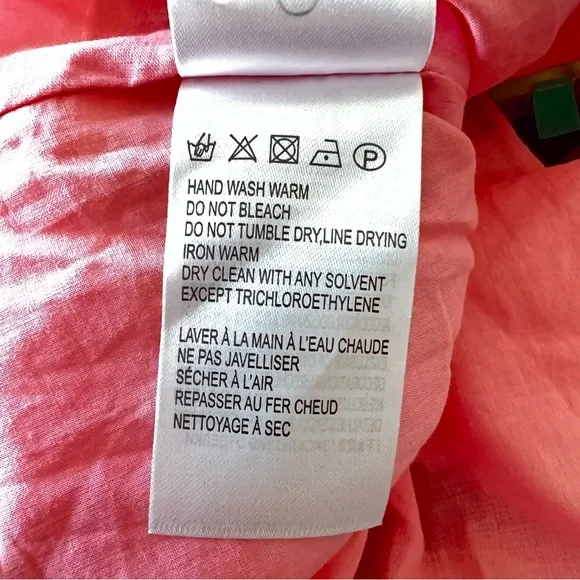 P
HAND WASH WARM
DO NOT BLEACH
DO NOT TUMBLE DRY,LINE DRYING
IRON WARM
DRY CLEAN WITH ANY SOLVENT
EXCEPT TRICHLOROETHYLENE
LAVER À LA MAIN À L'EAU CHAUDE
NE PAS JAVELLISER
SÉCHER À L'AIR
REPASSER AU FER CHEUD
NETTOYAGE À SEC